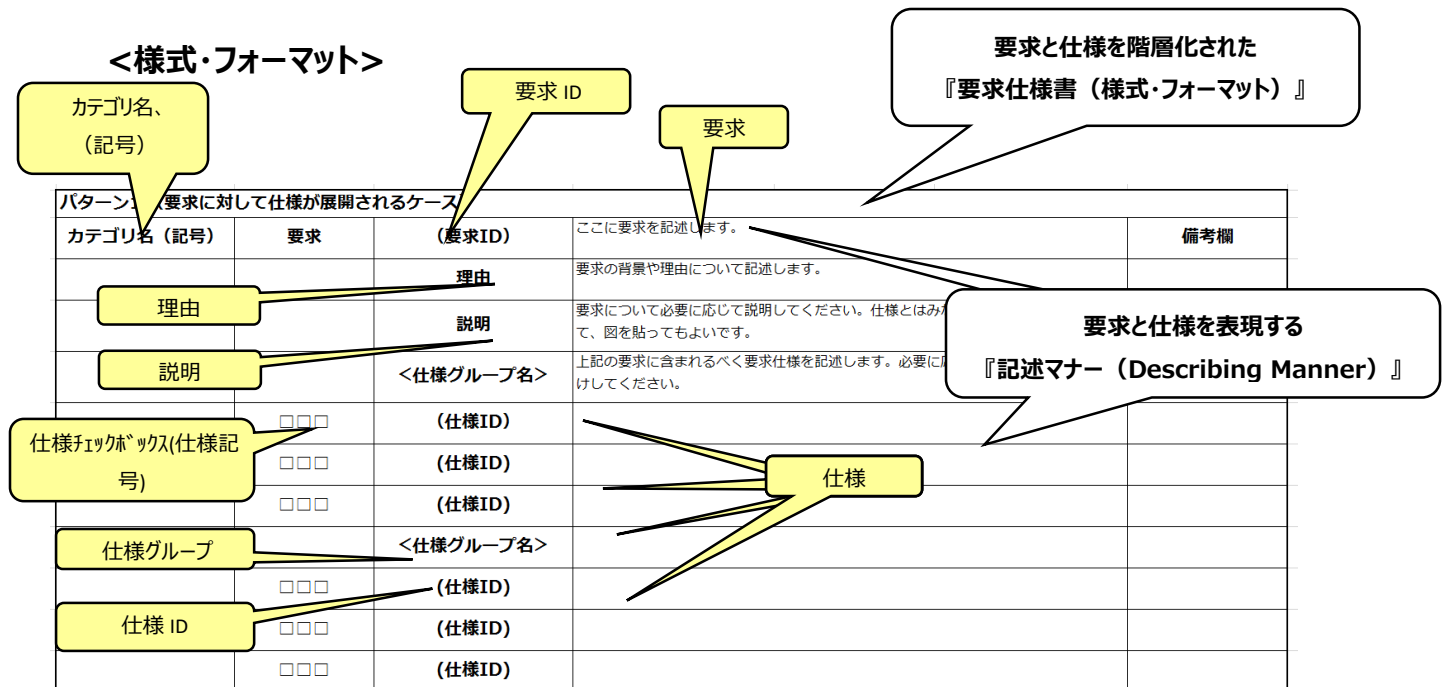 <様式・フォーマット>
要求と仕様を階層化された
『要求仕様書(様式・フォーマット)』
カテゴリ名、
(記号)
要求 ID
要求
パターン
(要求に対して仕様が展開されるケース
カテゴリ名(記号)
要求
(要求ID)
ここに要求を記述します。
備考欄
理由
要求の背景や理由について記述します。
理由
説明
要求について必要に応じて説明してください。仕様とはみ
て、図を貼ってもよいです。
要求と仕様を表現する
『記述マナー(Describing Manner)』
説明
<仕様グループ名>
上記の要求に含まれるべく要求仕様を記述します。必要に
けしてください。
仕様チェックボックス(仕様記
号)
□□□
(仕様ID)
□□□
(仕様ID)
仕様
□□□
(仕様ID)
仕様グループ
<仕様グループ名>
□□□
(仕様ID)
仕様 ID
□□□
(仕様ID)
□□□
(仕様ID)